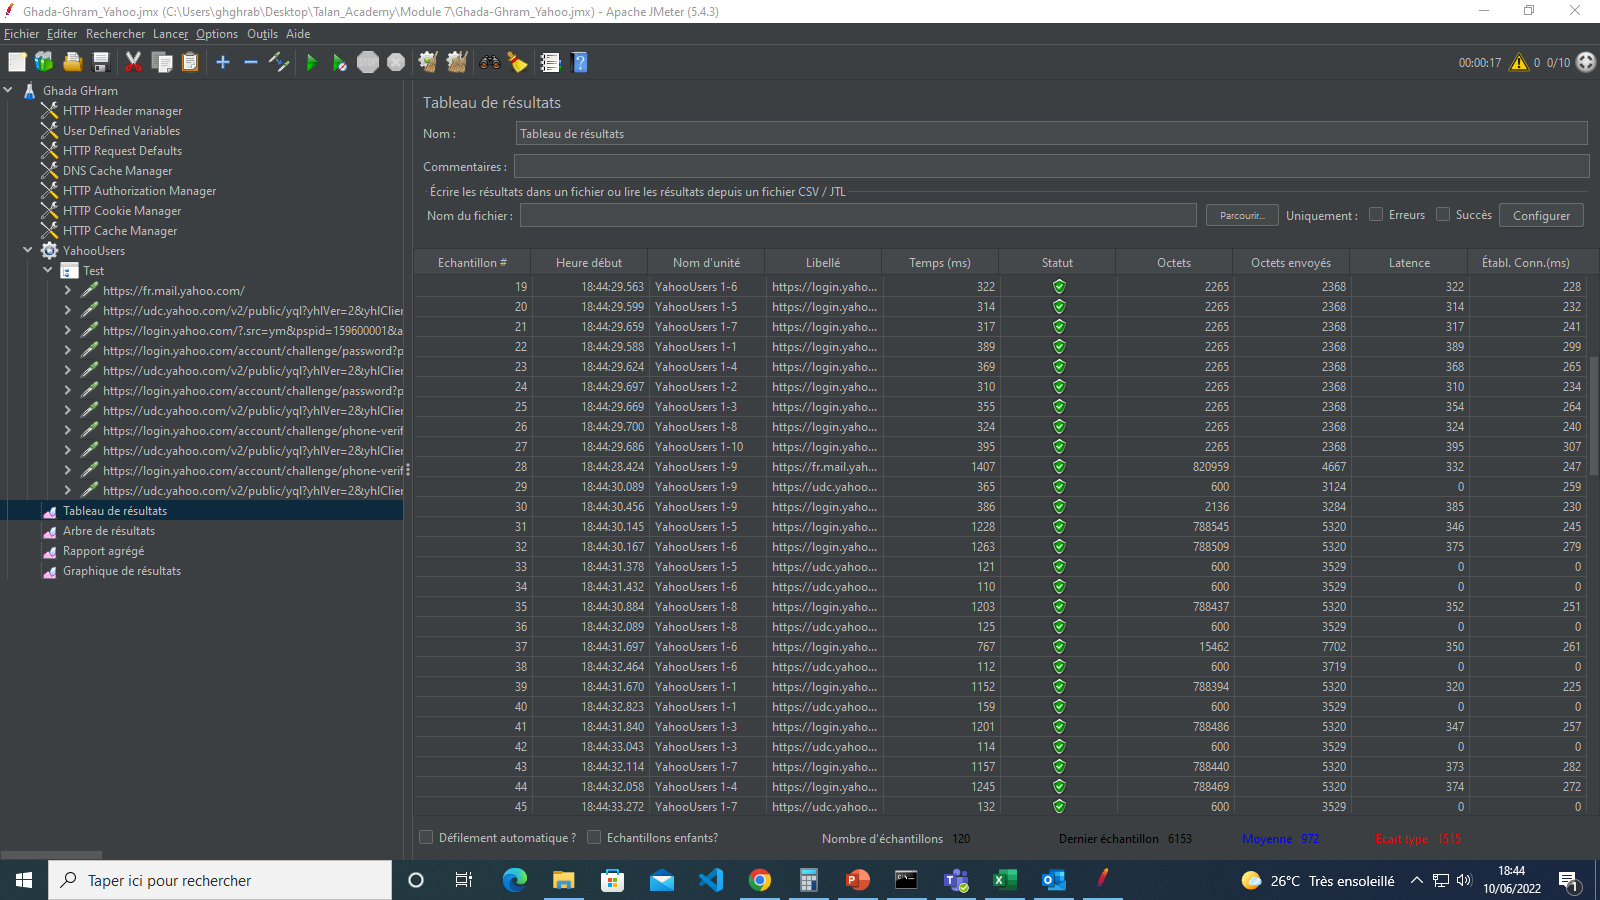 Ghada-Ghram_Yahoo.jmx (C:\Users\ghghrab\Desktop\Talan_Academy\Module 7\Ghada-Ghram_Yahoo.jmx) - Apache JMeter (5.4.3)
Fichier Editer Rechercher Lancer Options Outils Aide
00:00:17 0 0/10
Ghada GHram
HTTP Header manager
User Defined Variables
HTTP Request Defaults
DNS Cache Manager
HTTP Authorization Manager
HTTP Cookie Manager
HTTP Cache Manager
YahooUsers
Test
https://fr.mail.yahoo.com/
https://udc.yahoo.com/v2/public/yql?yhlVer=2&yhlClien
https://login.yahoo.com/?.src=ym&pspid=159600001&a
https://login.yahoo.com/account/challenge/password?p
https://udc.yahoo.com/v2/public/yql?yhlVer=2&yhlClier
https://login.yahoo.com/account/challenge/password?p
https://udc.yahoo.com/v2/public/yql?yhlVer=2&yhlClier
https://login.yahoo.com/account/challenge/phone-verif
https://udc.yahoo.com/v2/public/yql?yhlVer=2&yhlClier
https://login.yahoo.com/account/challenge/phone-verif
https://udc.yahoo.com/v2/public/yql?yhlVer=2&yhlClier
Tableau de résultats
Arbre de résultats
Rapport agrégé
Graphique de résultats
Tableau de résultats
Nom : Tableau de résultats
Commentaires :
Écrire les résultats dans un fichier ou lire les résultats depuis un fichier CSV / JTL
Nom du fichier : Parcourir... Uniquement : Erreurs Succès Configurer
Echantillon # Heure début Nom d'unité Libellé Temps (ms) Statut Octets Octets envoyés Latence Établ. Conn.(ms)
19 18:44:29.563 YahooUsers 1-6 https://login.yaho... 322 2265 2368 322 228
20 18:44:29.599 YahooUsers 1-5 https://login.yaho... 314 2265 2368 314 232
21 18:44:29.659 YahooUsers 1-7 https://login.yaho... 317 2265 2368 317 241
22 18:44:29.588 YahooUsers 1-1 https://login.yaho... 389 2265 2368 389 299
23 18:44:29.624 YahooUsers 1-4 https://login.yaho... 369 2265 2368 368 265
24 18:44:29.697 YahooUsers 1-2 https://login.yaho... 310 2265 2368 310 234
25 18:44:29.669 YahooUsers 1-3 https://login.yaho... 355 2265 2368 354 264
26 18:44:29.700 YahooUsers 1-8 https://login.yaho... 324 2265 2368 324 240
27 18:44:29.686 YahooUsers 1-10 https://login.yaho... 395 2265 2368 395 307
28 18:44:28.424 YahooUsers 1-9 https://fr.mail.yah... 1407 820959 4667 332 247
29 18:44:30.089 YahooUsers 1-9 https://udc.yahoo... 365 600 3124 0 259
30 18:44:30.456 YahooUsers 1-9 https://login.yaho... 386 2136 3284 385 230
31 18:44:30.145 YahooUsers 1-5 https://login.yaho... 1228 788545 5320 346 245
32 18:44:30.167 YahooUsers 1-6 https://login.yaho... 1263 788509 5320 375 279
33 18:44:31.378 YahooUsers 1-5 https://udc.yahoo... 121 600 3529 0 0
34 18:44:31.432 YahooUsers 1-6 https://udc.yahoo... 110 600 3529 0 0
35 18:44:30.884 YahooUsers 1-8 https://login.yaho... 1203 788437 5320 352 251
36 18:44:32.089 YahooUsers 1-8 https://udc.yahoo... 125 600 3529 0 0
37 18:44:31.697 YahooUsers 1-6 https://login.yaho... 767 15462 7702 350 261
38 18:44:32.464 YahooUsers 1-6 https://udc.yahoo... 112 600 3719 0 0
39 18:44:31.670 YahooUsers 1-1 https://login.yaho... 1152 788394 5320 320 225
40 18:44:32.823 YahooUsers 1-1 https://udc.yahoo... 159 600 3529 0 0
41 18:44:31.840 YahooUsers 1-3 https://login.yaho... 1201 788486 5320 347 257
42 18:44:33.043 YahooUsers 1-3 https://udc.yahoo... 114 600 3529 0 0
43 18:44:32.114 YahooUsers 1-7 https://login.yaho... 1157 788440 5320 373 282
44 18:44:32.058 YahooUsers 1-4 https://login.yaho... 1245 788469 5320 374 272
45 18:44:33.272 YahooUsers 1-7 https://udc.yahoo... 132 600 3529 0 0
Défilement automatique ? Echantillons enfants? Nombre d'échantillons 120 Dernier échantillon 6153 Moyenne 972 Ecart type 1515
Taper ici pour rechercher
26°C Très ensoleillé
18:44
10/06/2022
1